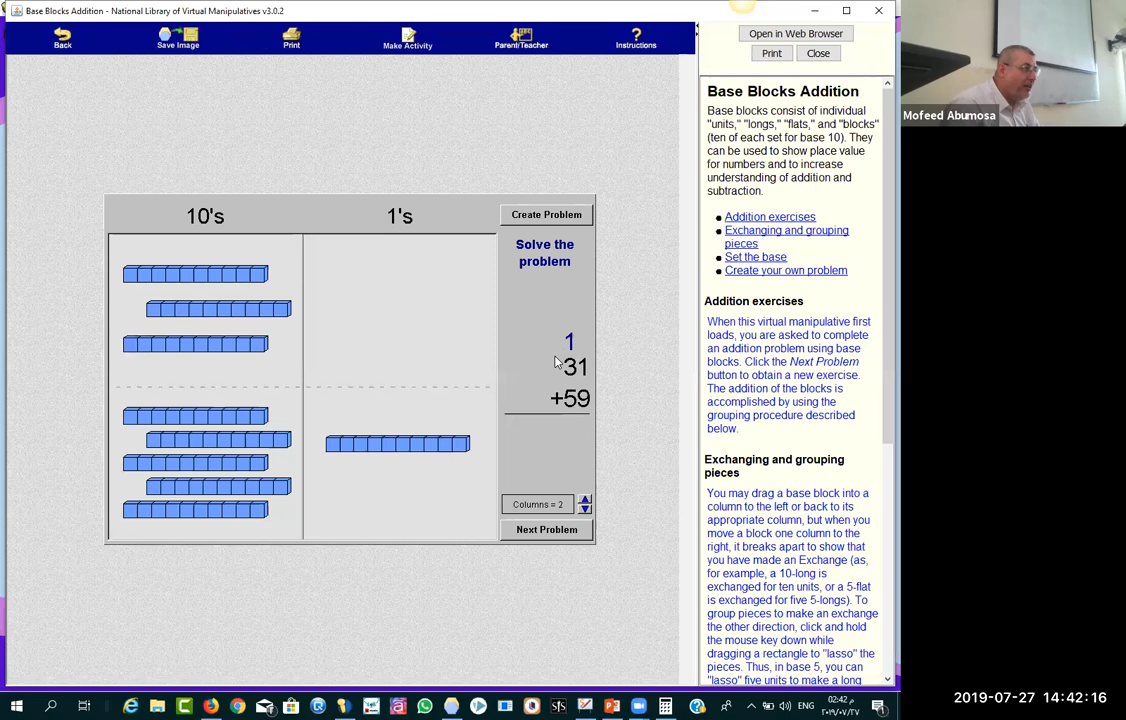 Base Blocks Addition - National Library of Virtual Manipulatives v3.0.2
Back
Save Image
Print
Make Activity
Parent/Teacher
Instructions
Open in Web Browser
Print
Close
10's
1's
Create Problem
Solve the
problem
1
31
+59
Columns = 2
Next Problem
Base Blocks Addition
Base blocks consist of individual
"units," "longs," "flats," and "blocks"
(ten of each set for base 10). They
can be used to show place value
for numbers and to increase
understanding of addition and
subtraction.
Addition exercises
Exchanging and grouping
pieces
Set the base
Create your own problem
Addition exercises
When this virtual manipulative first
loads, you are asked to complete
an addition problem using base
blocks. Click the Next Problem
button to obtain a new exercise.
The addition of the blocks is
accomplished by using the
grouping procedure described
below.
Exchanging and grouping
pieces
You may drag a base block into a
column to the left or back to its
appropriate column, but when you
move a block one column to the
right, it breaks apart to show that
you have made an Exchange (as,
for example, a 10-long is
exchanged for ten units, or a 5-flat
is exchanged for five 5-longs). To
group pieces to make an exchange
the other direction, click and hold
the mouse key down while
dragging a rectangle to "lasso" the
pieces. Thus, in base 5, you can
"lasso" five units to make a long
Mofeed Abumosa
ENG
02:42 م
٢٠١٩/٠٧/٢٧
2019-07-27 14:42:16